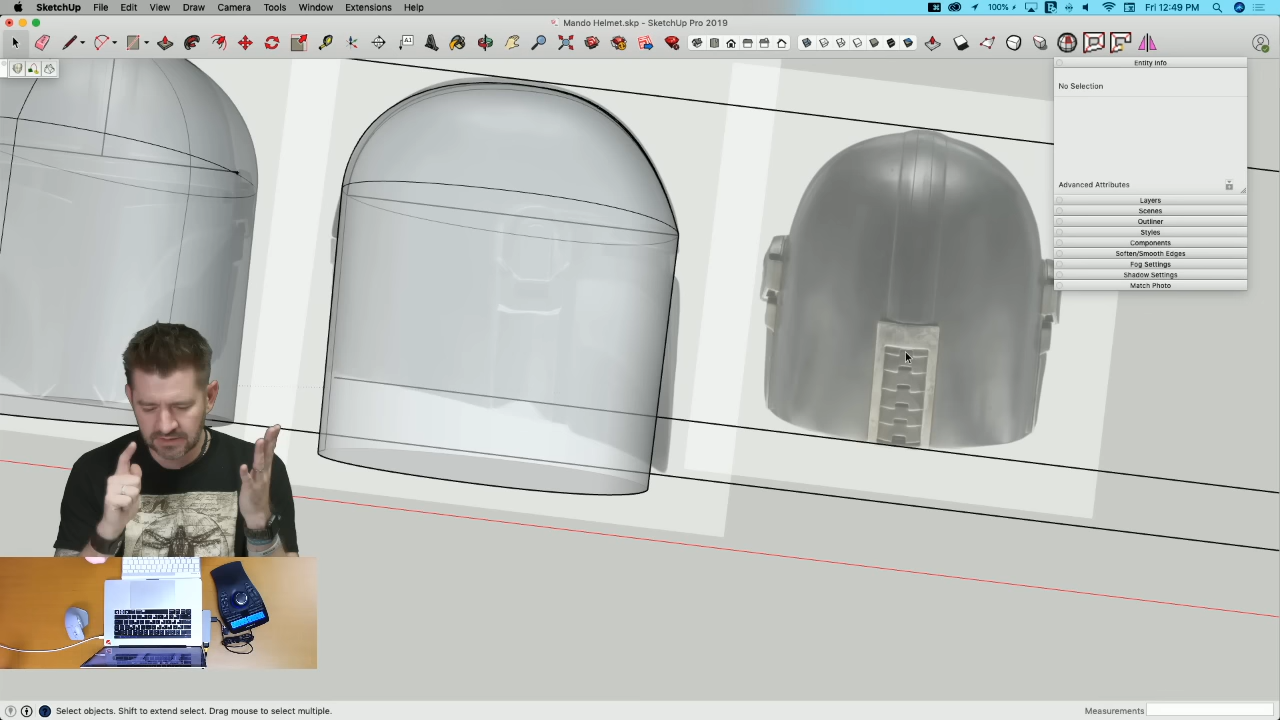 SketchUp File Edit View Draw Camera Tools Window Extensions Help
100% Fri 12:49 PM
Mando Helmet.skp - SketchUp Pro 2019
Entity Info
No Selection
Advanced Attributes
Layers
Scenes
Outliner
Styles
Components
Soften/Smooth Edges
Fog Settings
Shadow Settings
Match Photo
Select objects. Shift to extend select. Drag mouse to select multiple.
Measurements